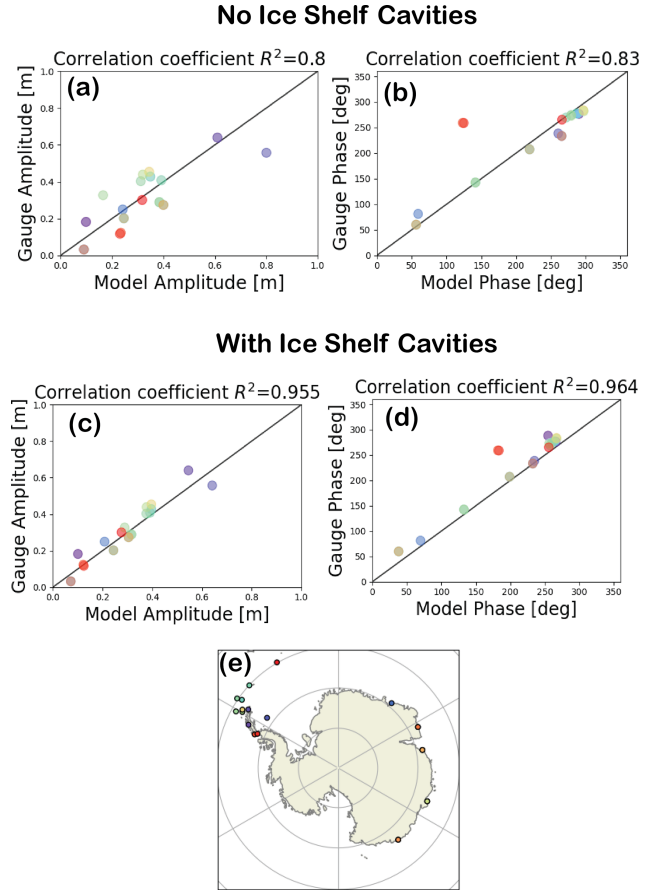 No Ice Shelf Cavities
Correlation coefficient R²=0.8
Correlation coefficient R²=0.83
(a)
(b)
Gauge Amplitude [m]
1.0
0.8
0.6
0.4
0.2
0.0
0.0 0.2 0.4 0.6 0.8 1.0
Model Amplitude [m]
Gauge Phase [deg]
350
300
250
200
150
100
50
0
0 50 100 150 200 250 300 350
Model Phase [deg]
With Ice Shelf Cavities
Correlation coefficient R²=0.955
Correlation coefficient R²=0.964
(c)
(d)
Gauge Amplitude [m]
1.0
0.8
0.6
0.4
0.2
0.0
0.0 0.2 0.4 0.6 0.8 1.0
Model Amplitude [m]
Gauge Phase [deg]
350
300
250
200
150
100
50
0
0 50 100 150 200 250 300 350
Model Phase [deg]
(e)